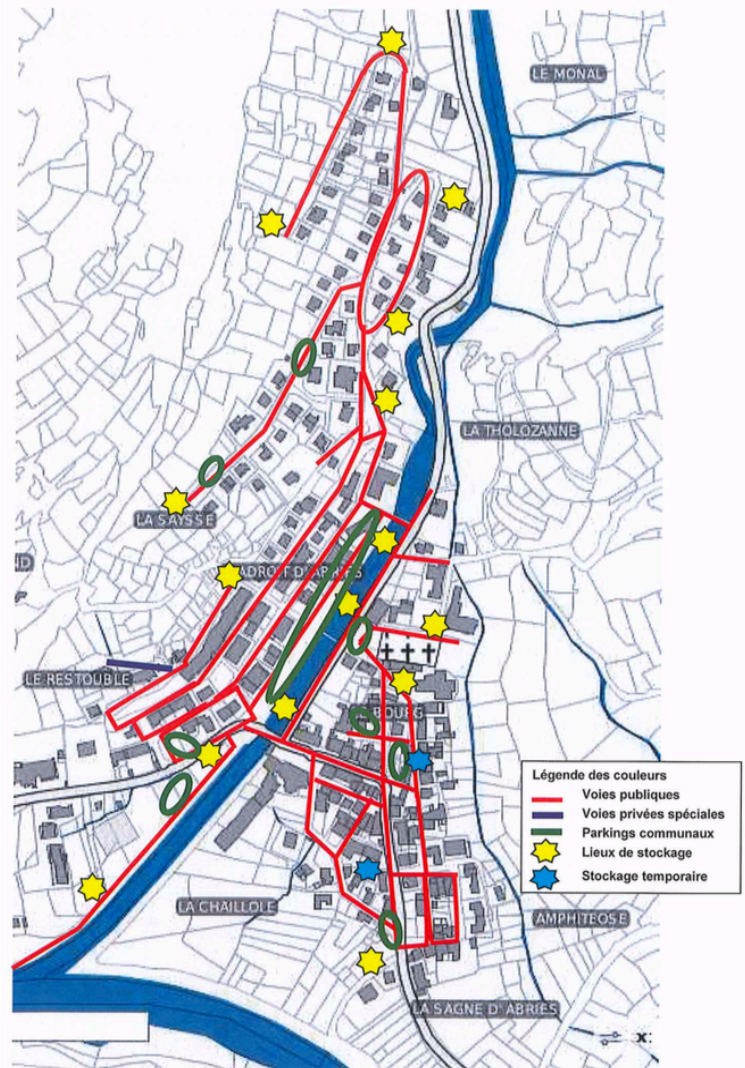 LE MONAL
LA THOLOZANNE
LA SAYSSE
ADROIT D'ABRIES
LE RESTOUBLE
BOURG
Légende des couleurs
Voies publiques
Voies privées spéciales
Parkings communaux
Lieux de stockage
Stockage temporaire
LA CHAILLOLE
AMPHITEOSE
LA SAGNE D'ABRIES